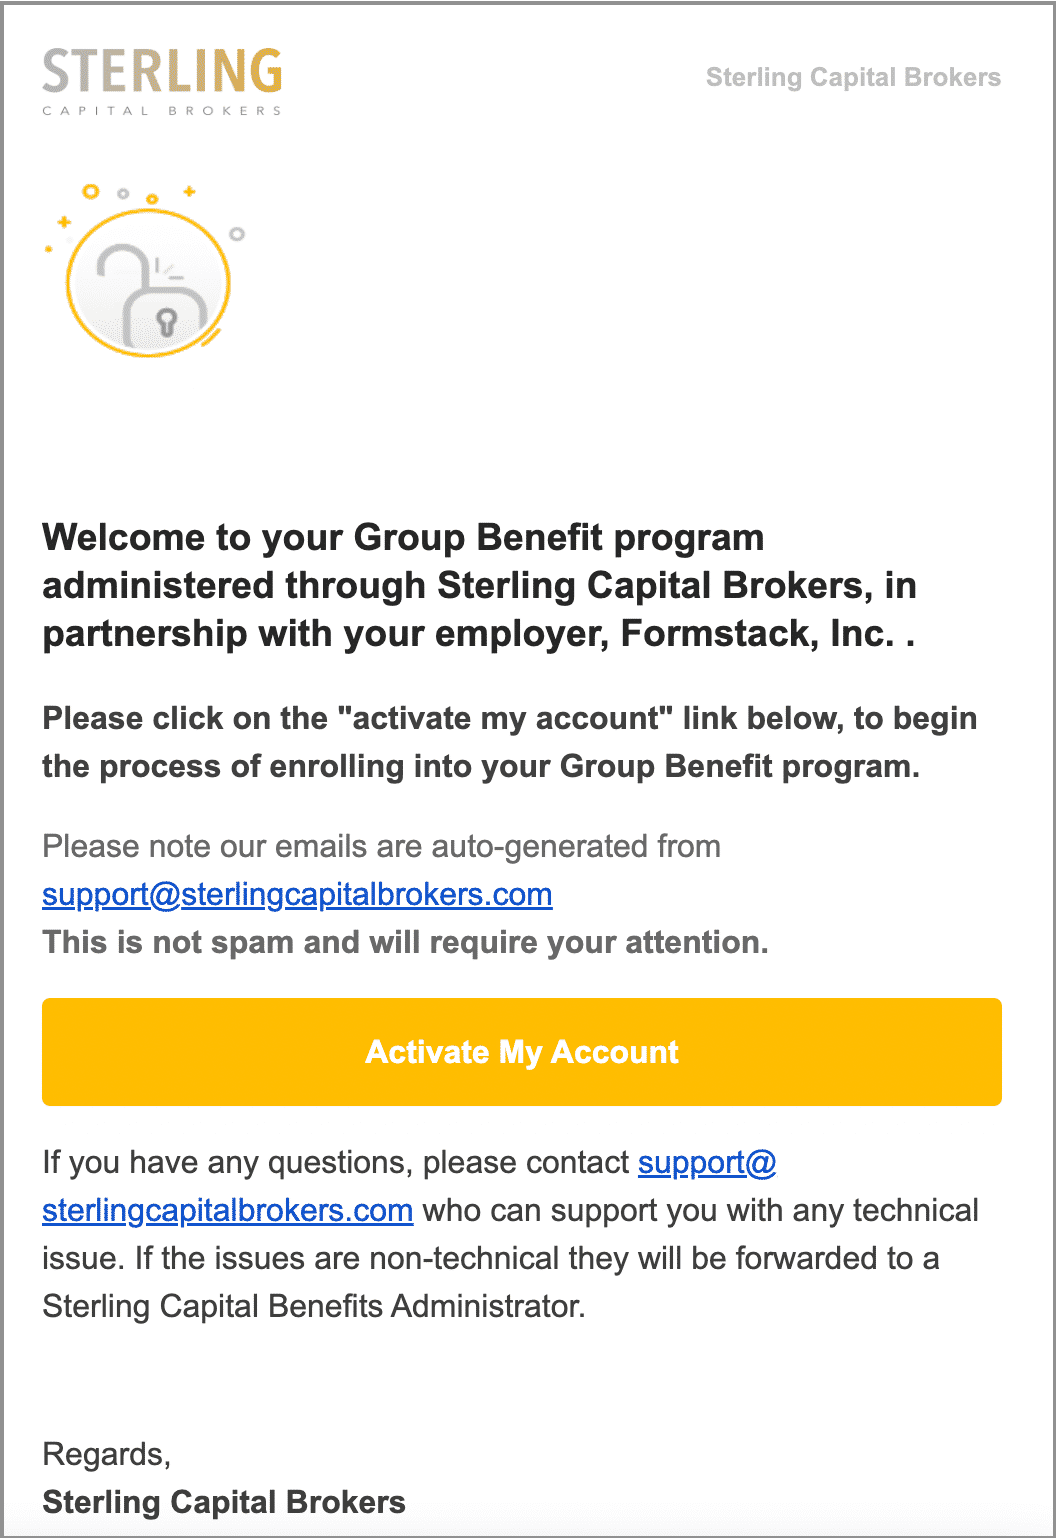 STERLING
CAPITAL BROKERS
Sterling Capital Brokers
Welcome to your Group Benefit program
administered through Sterling Capital Brokers, in
partnership with your employer, Formstack, Inc. .
Please click on the "activate my account" link below, to begin
the process of enrolling into your Group Benefit program.
Please note our emails are auto-generated from
support@sterlingcapitalbrokers.com
This is not spam and will require your attention.
Activate My Account
If you have any questions, please contact support@
sterlingcapitalbrokers.com who can support you with any technical
issue. If the issues are non-technical they will be forwarded to a
Sterling Capital Benefits Administrator.
Regards,
Sterling Capital Brokers